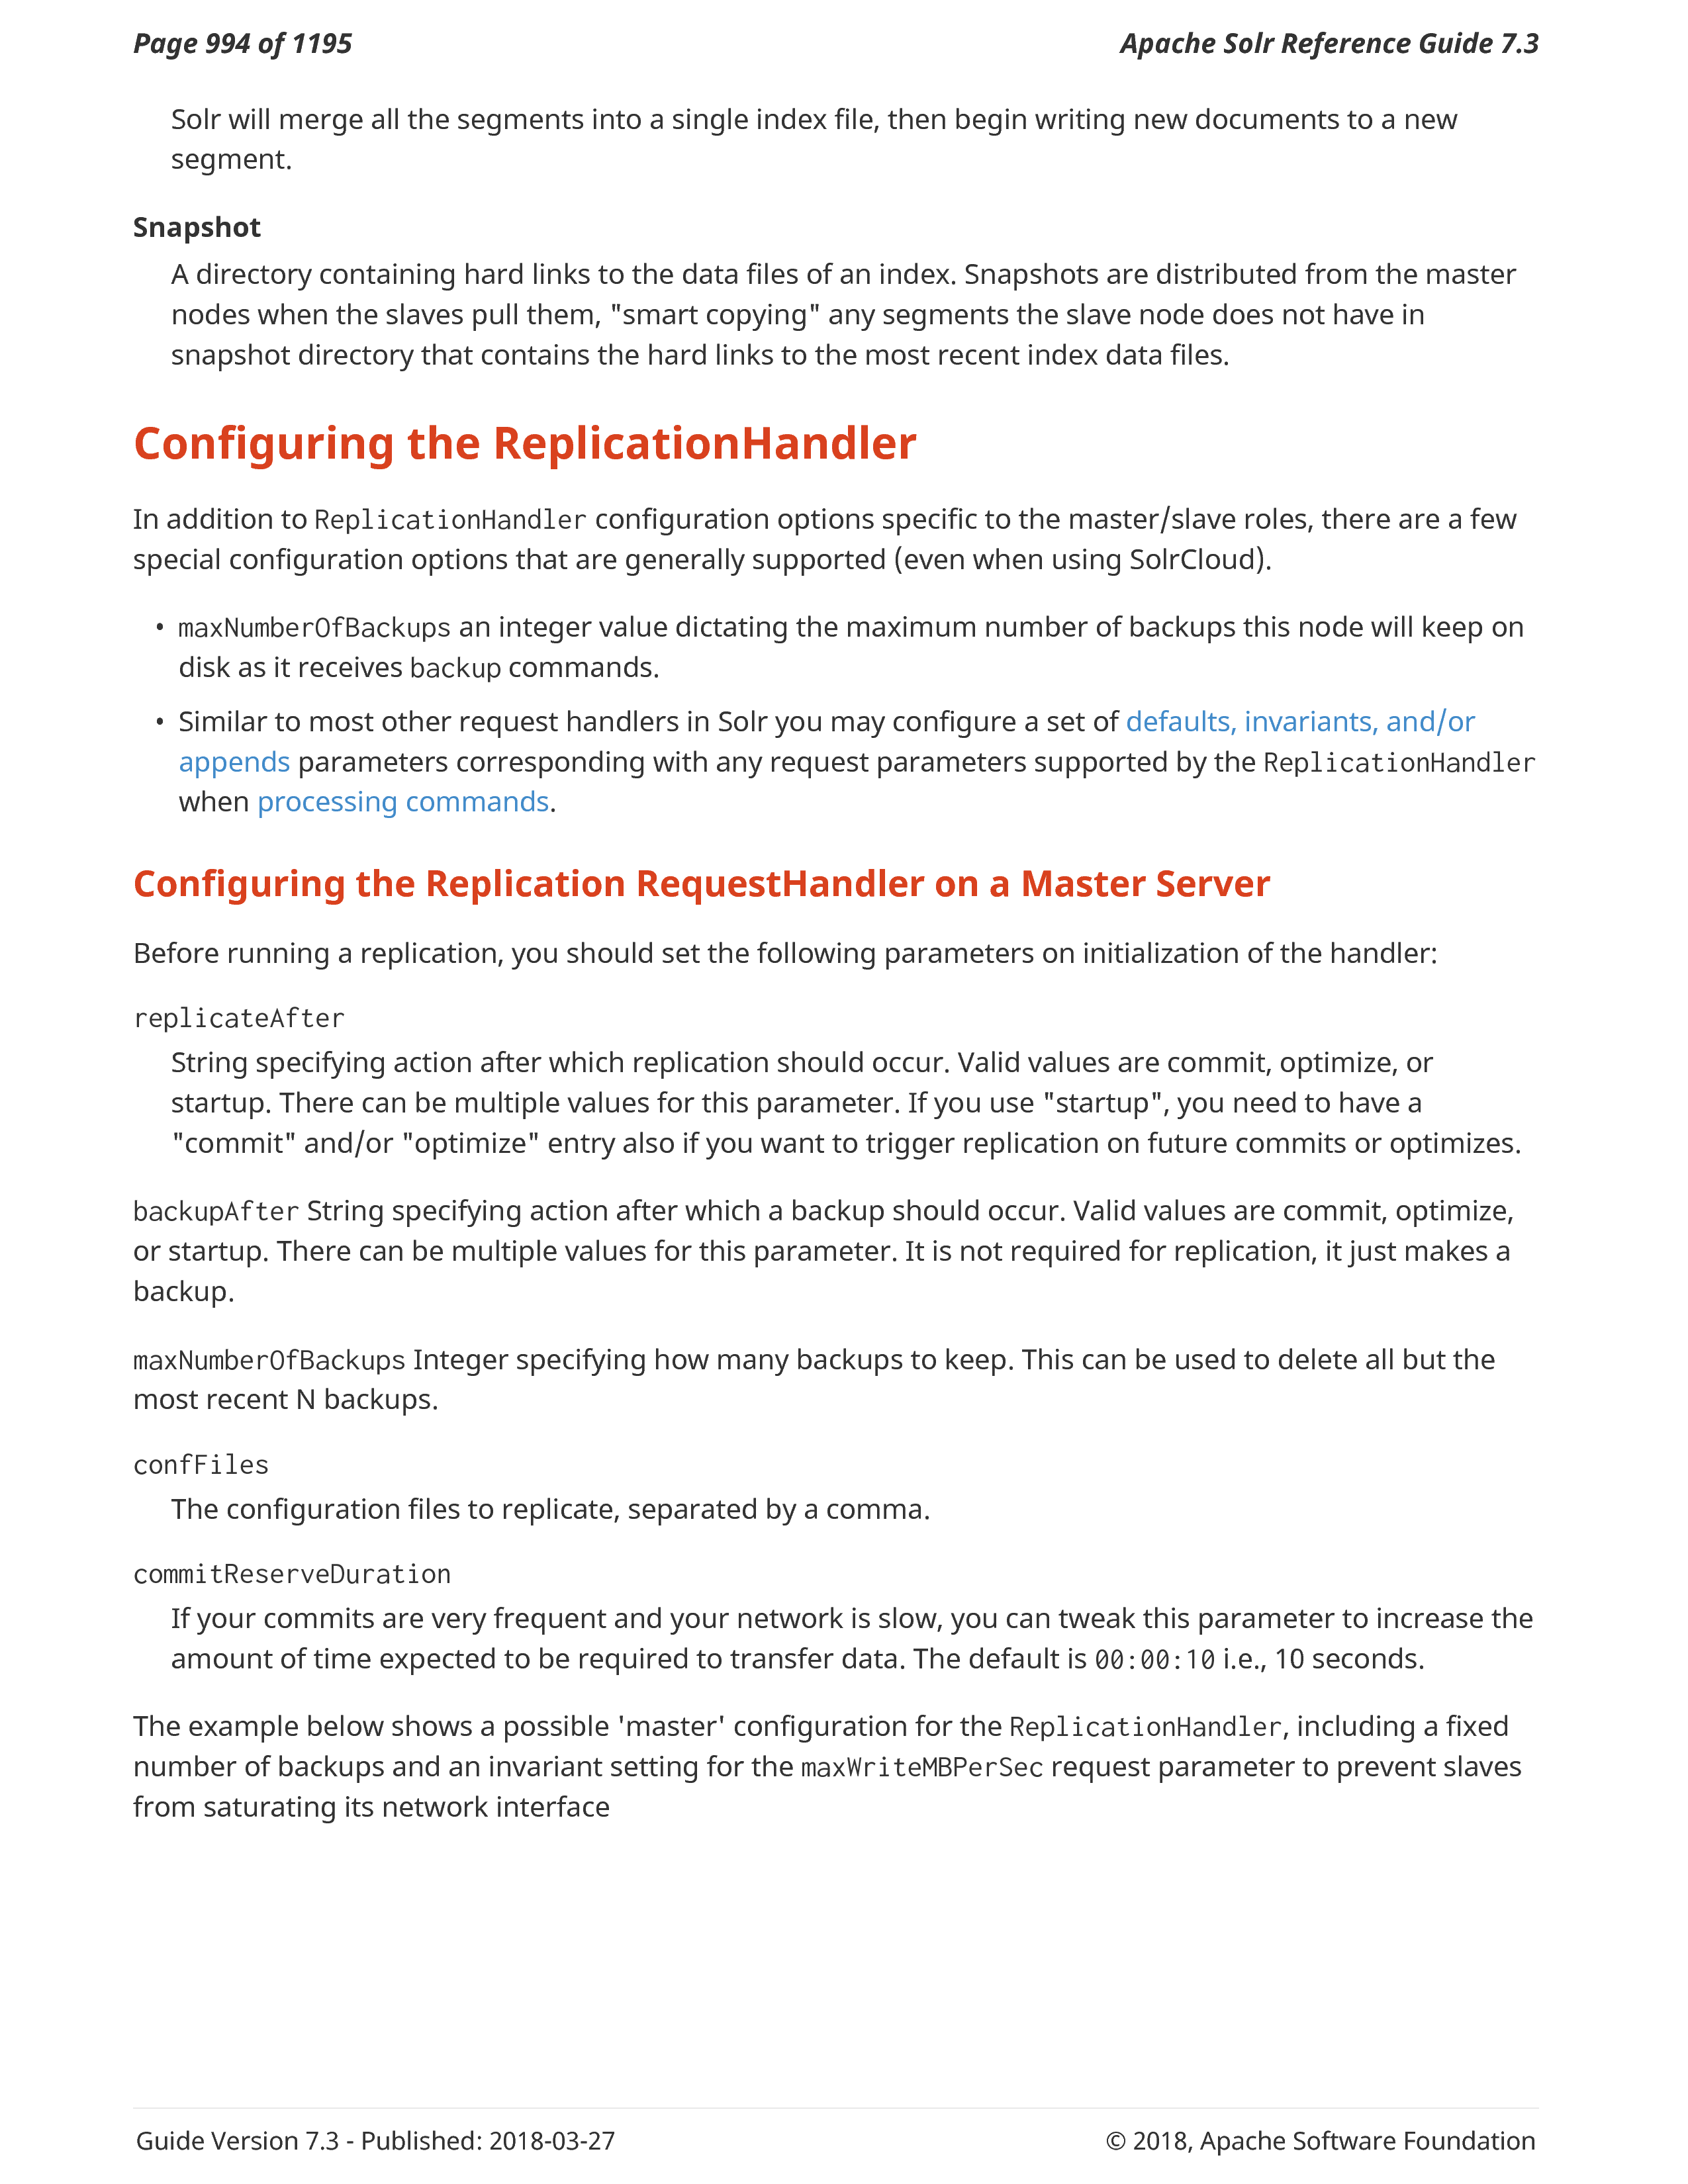 Page 994 of 1195
Apache Solr Reference Guide 7.3
Solr will merge all the segments into a single index file, then begin writing new documents to a new
segment.
Snapshot
A directory containing hard links to the data files of an index. Snapshots are distributed from the master
nodes when the slaves pull them, "smart copying" any segments the slave node does not have in
snapshot directory that contains the hard links to the most recent index data files.
Configuring the ReplicationHandler
In addition to ReplicationHandler configuration options specific to the master/slave roles, there are a few
special configuration options that are generally supported (even when using SolrCloud).
• maxNumberOfBackups an integer value dictating the maximum number of backups this node will keep on
disk as it receives backup commands.
• Similar to most other request handlers in Solr you may configure a set of defaults, invariants, and/or
appends parameters corresponding with any request parameters supported by the ReplicationHandler
when processing commands.
Configuring the Replication RequestHandler on a Master Server
Before running a replication, you should set the following parameters on initialization of the handler:
replicateAfter
String specifying action after which replication should occur. Valid values are commit, optimize, or
startup. There can be multiple values for this parameter. If you use "startup", you need to have a
"commit" and/or "optimize" entry also if you want to trigger replication on future commits or optimizes.
backupAfter String specifying action after which a backup should occur. Valid values are commit, optimize,
or startup. There can be multiple values for this parameter. It is not required for replication, it just makes a
backup.
maxNumberOfBackups Integer specifying how many backups to keep. This can be used to delete all but the
most recent N backups.
confFiles
The configuration files to replicate, separated by a comma.
commitReserveDuration
If your commits are very frequent and your network is slow, you can tweak this parameter to increase the
amount of time expected to be required to transfer data. The default is 00:00:10 i.e., 10 seconds.
The example below shows a possible 'master' configuration for the ReplicationHandler, including a fixed
number of backups and an invariant setting for the maxWriteMBPerSec request parameter to prevent slaves
from saturating its network interface
Guide Version 7.3 - Published: 2018-03-27
© 2018, Apache Software Foundation